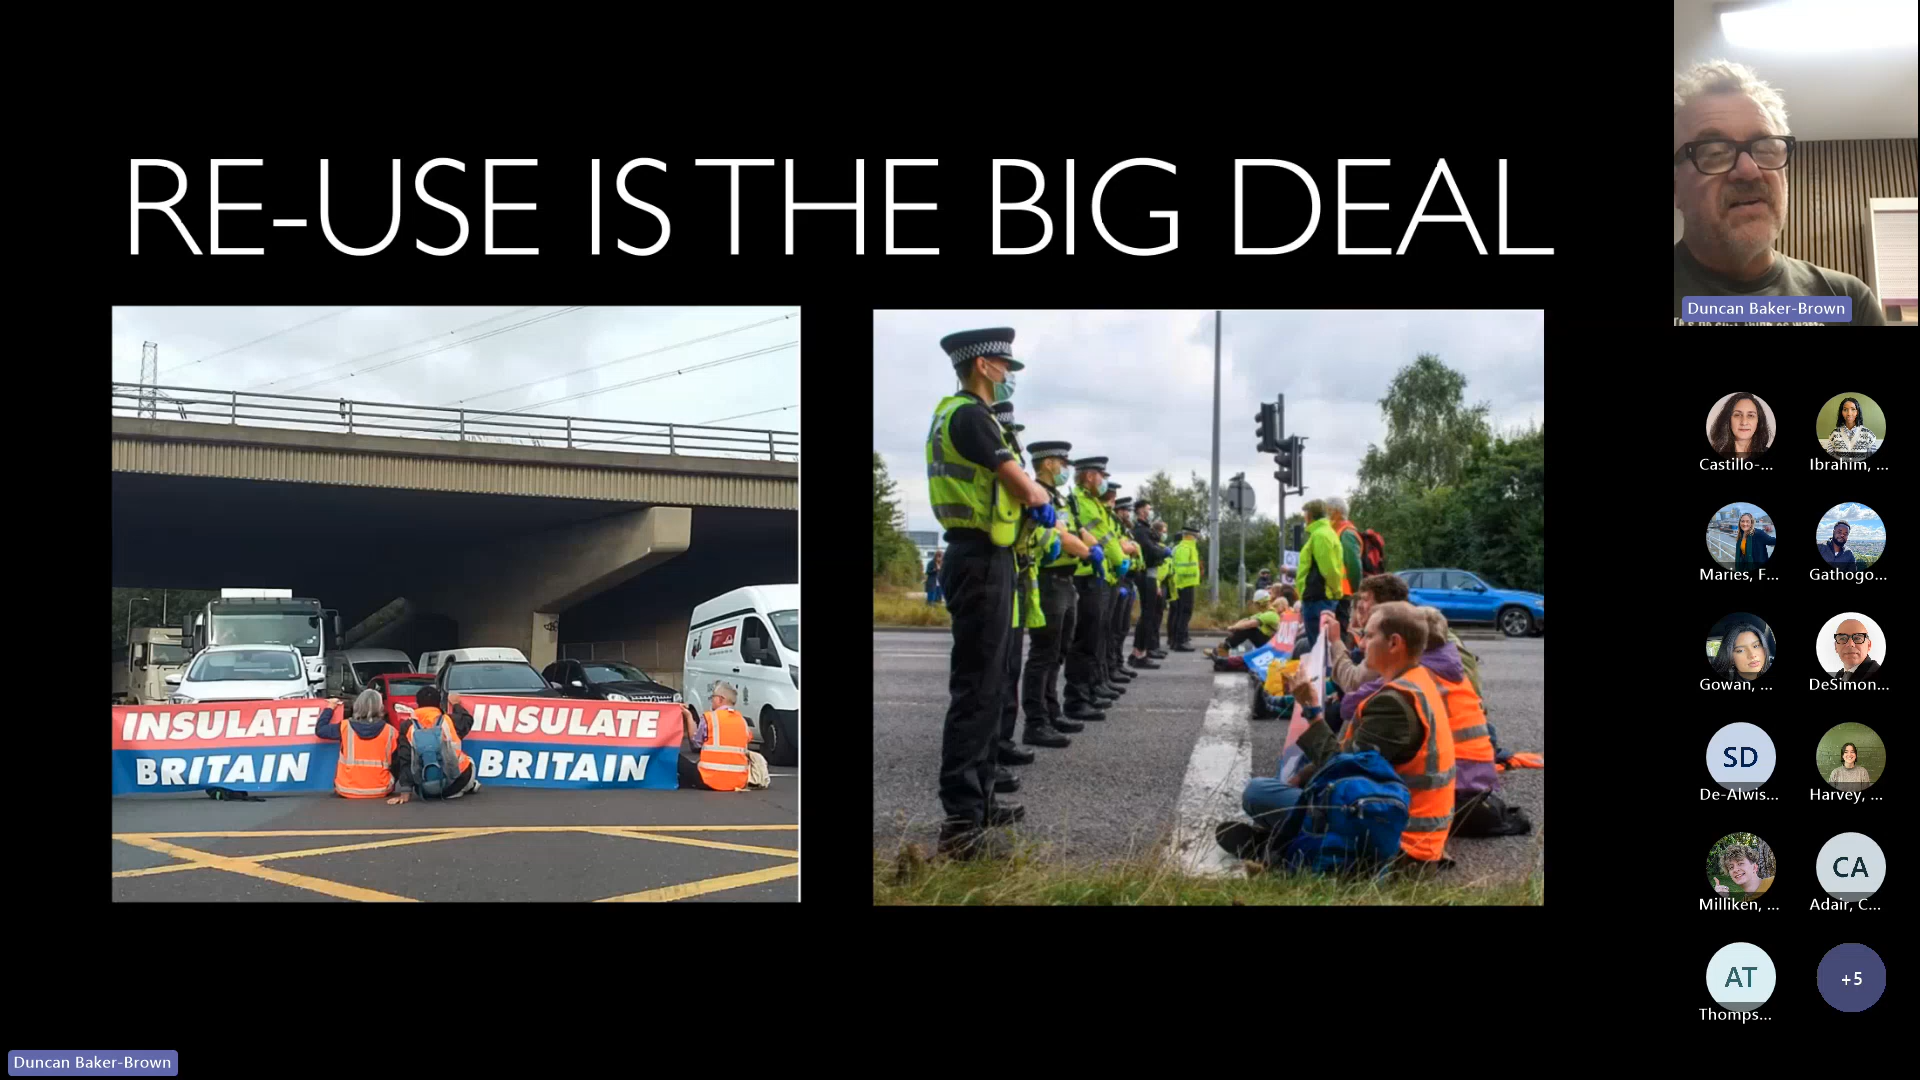 RE-USE IS THE BIG DEAL
INSULATE
BRITAIN
INSULATE
BRITAIN
Duncan Baker-Brown
Castillo-...
Ibrahim, ...
Maries, F...
Gathogo...
Gowan, ...
DeSimon...
SD
De-Alwis...
Harvey, ...
Milliken, ...
CA
Adair, C...
AT
Thomps...
+5
Duncan Baker-Brown